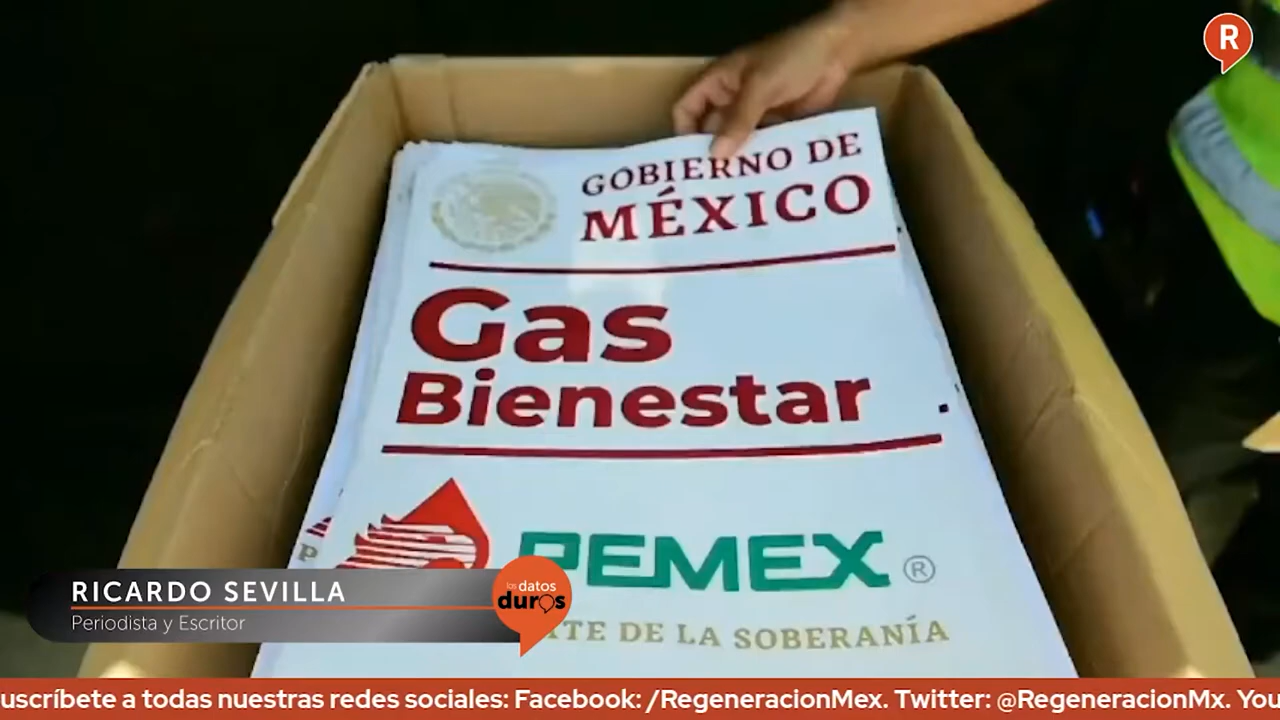 R
GOBIERNO DE
MÉXICO
Gas
Bienestar
PEMEX ®
DE LA SOBERANÍA
RICARDO SEVILLA
Periodista y Escritor
los datos
duros
uscríbete a todas nuestras redes sociales: Facebook: /RegeneracionMex. Twitter: @RegeneracionMx. You